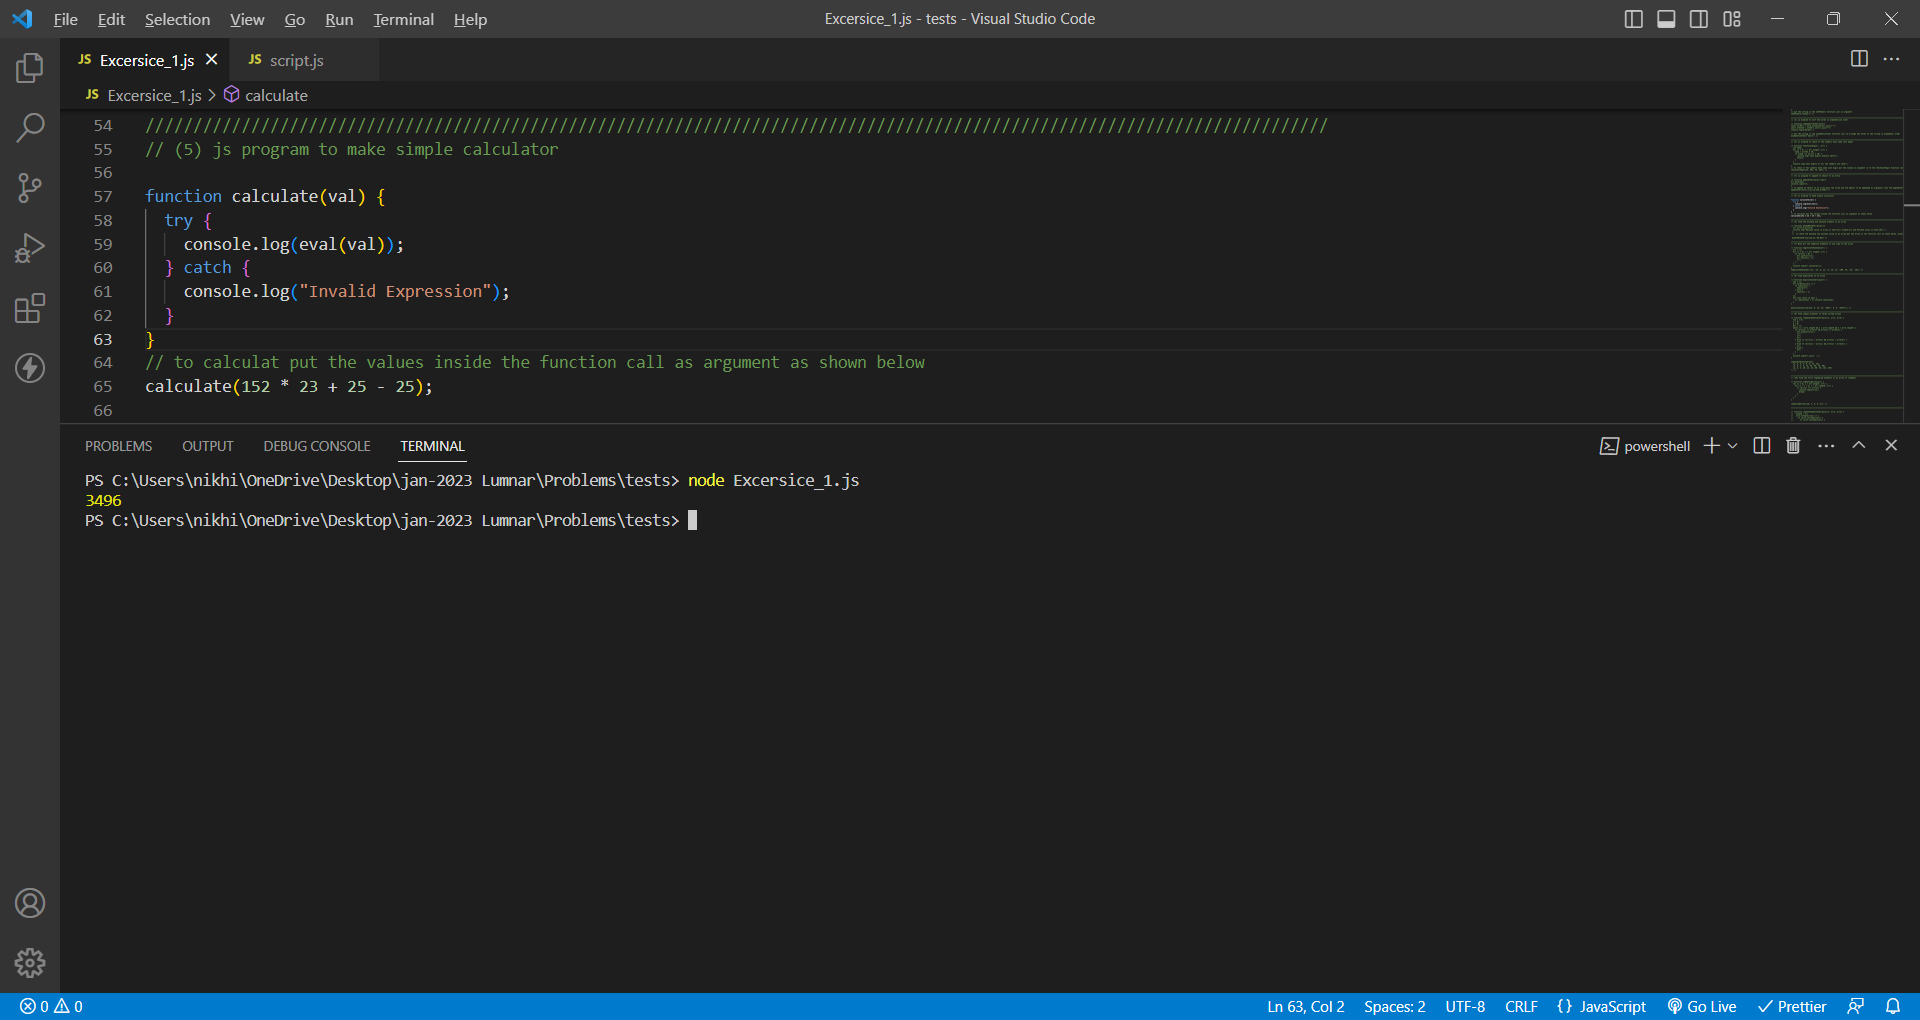 File Edit Selection View Go Run Terminal Help
Excersice_1.js - tests - Visual Studio Code
JS Excersice_1.js
JS script.js
JS Excersice_1.js > calculate
54 ///////////////////////////////////////////////////////////////////////////////////////////////////////////////////////////
55 // (5) js program to make simple calculator
56
57 function calculate(val) {
58 try {
59 console.log(eval(val));
60 } catch {
61 console.log("Invalid Expression");
62 }
63 }
64 // to calculat put the values inside the function call as argument as shown below
65 calculate(152 * 23 + 25 - 25);
66
PROBLEMS OUTPUT DEBUG CONSOLE TERMINAL
powershell
PS C:\Users\nikhi\OneDrive\Desktop\jan-2023 Lumnar\Problems\tests> node Excersice_1.js
3496
PS C:\Users\nikhi\OneDrive\Desktop\jan-2023 Lumnar\Problems\tests>
0 0
Ln 63, Col 2 Spaces: 2 UTF-8 CRLF {} JavaScript Go Live Prettier